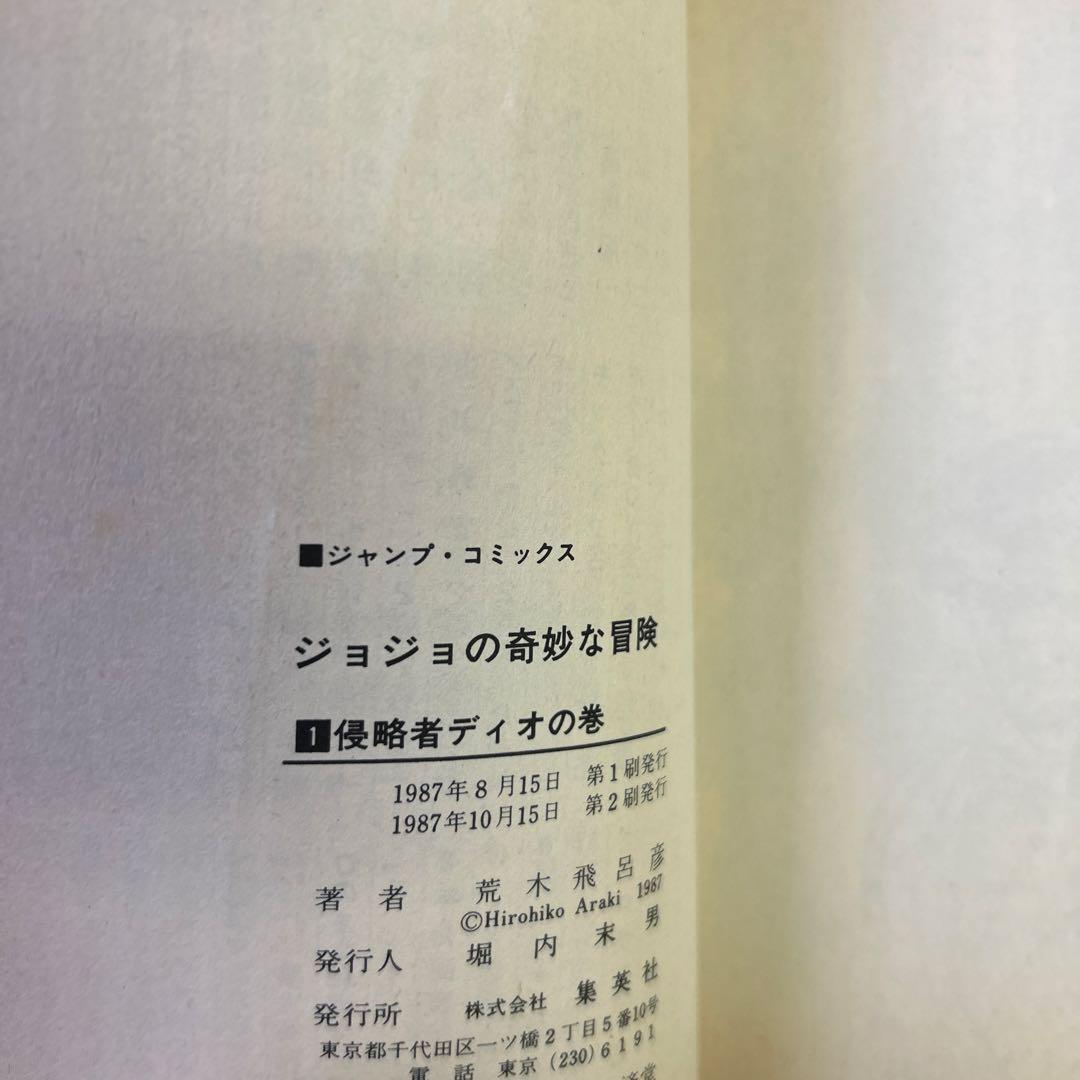 ■ジャンプ・コミックス
ジョジョの奇妙な冒険
1侵略者ディオの巻
1987年8月15日 第1刷発行
1987年10月15日 第2刷発行
著者 荒木飛呂彦
©Hirohiko Araki 1987
発行人 堀内末男
発行所 株式会社 集英社
東京都千代田区一ツ橋2丁目5番10号
電話 東京(230)6191